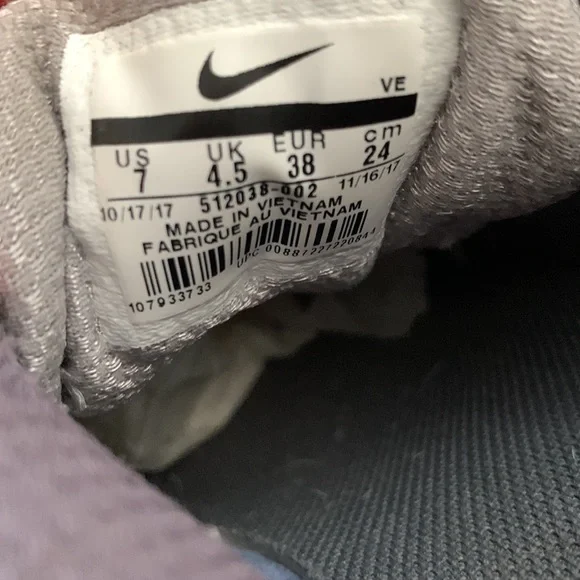 VE
US UK EUR cm
7 4.5 38 24
10/17/17 512038-002 11/16/17
MADE IN VIETNAM
FABRIQUE AU VIETNAM
107933733